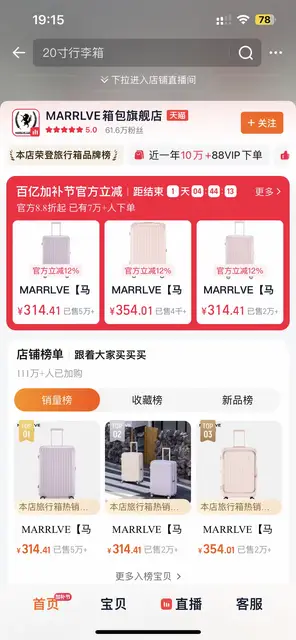 19:15
78
20寸行李箱
下拉进入店铺直播间
MARRLVE箱包旗舰店 天猫
5.0 61.6万粉丝
+ 关注
本店荣登旅行箱品牌榜
近一年10万+88VIP下单
百亿加补节官方立减 距结束 1 天 04:44:13 更多
官方8.8折起 已有7万+人下单
官方立减12% 官方立减12% 官方立减12%
MARRLVE【马 MARRLVE【马 MARRLVE【马
¥314.41 已售5万+ ¥354.01 已售4千+ ¥314.41 已售2万+
店铺榜单 跟着大家买买买
111万+人已加购
销量榜 收藏榜 新品榜
TOP 01 TOP 02 TOP 03
本店旅行箱热销... 本店旅行箱热销... 本店旅行箱热销...
MARRLVE【马 MARRLVE【马 MARRLVE【马
¥314.41 已售5万+ ¥314.41 已售2万+ ¥354.01 已售2万+
更多入榜宝贝
加补节
首页 宝贝 直播 客服